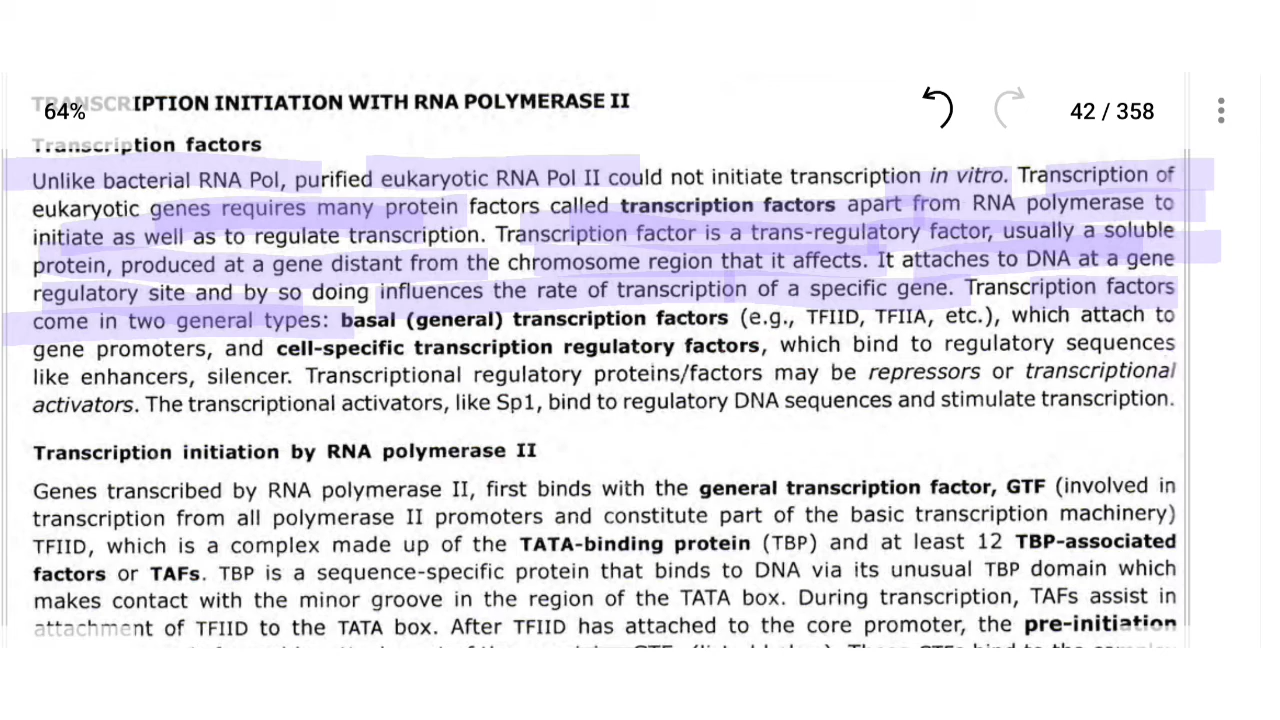 TRANSCRIPTION INITIATION WITH RNA POLYMERASE II
64%
42 / 358
Transcription factors
Unlike bacterial RNA Pol, purified eukaryotic RNA Pol II could not initiate transcription in vitro. Transcription of
eukaryotic genes requires many protein factors called transcription factors apart from RNA polymerase to
initiate as well as to regulate transcription. Transcription factor is a trans-regulatory factor, usually a soluble
protein, produced at a gene distant from the chromosome region that it affects. It attaches to DNA at a gene
regulatory site and by so doing influences the rate of transcription of a specific gene. Transcription factors
come in two general types: basal (general) transcription factors (e.g., TFIID, TFIIA, etc.), which attach to
gene promoters, and cell-specific transcription regulatory factors, which bind to regulatory sequences
like enhancers, silencer. Transcriptional regulatory proteins/factors may be repressors or transcriptional
activators. The transcriptional activators, like Sp1, bind to regulatory DNA sequences and stimulate transcription.
Transcription initiation by RNA polymerase II
Genes transcribed by RNA polymerase II, first binds with the general transcription factor, GTF (involved in
transcription from all polymerase II promoters and constitute part of the basic transcription machinery)
TFIID, which is a complex made up of the TATA-binding protein (TBP) and at least 12 TBP-associated
factors or TAFs. TBP is a sequence-specific protein that binds to DNA via its unusual TBP domain which
makes contact with the minor groove in the region of the TATA box. During transcription, TAFs assist in
attachment of TFIID to the TATA box. After TFIID has attached to the core promoter, the pre-initiation